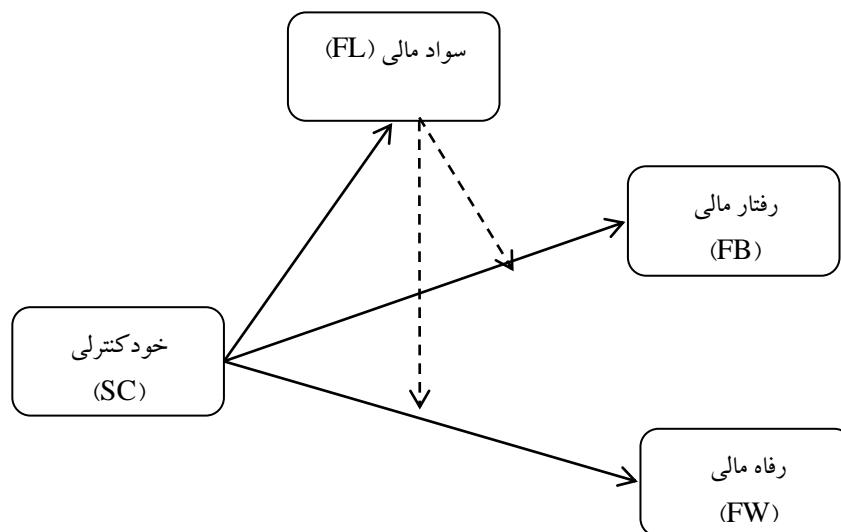 سواد مالی (FL)
رفتار مالی
(FB)
خودکنترلی
(SC)
رفاه مالی
(FW)